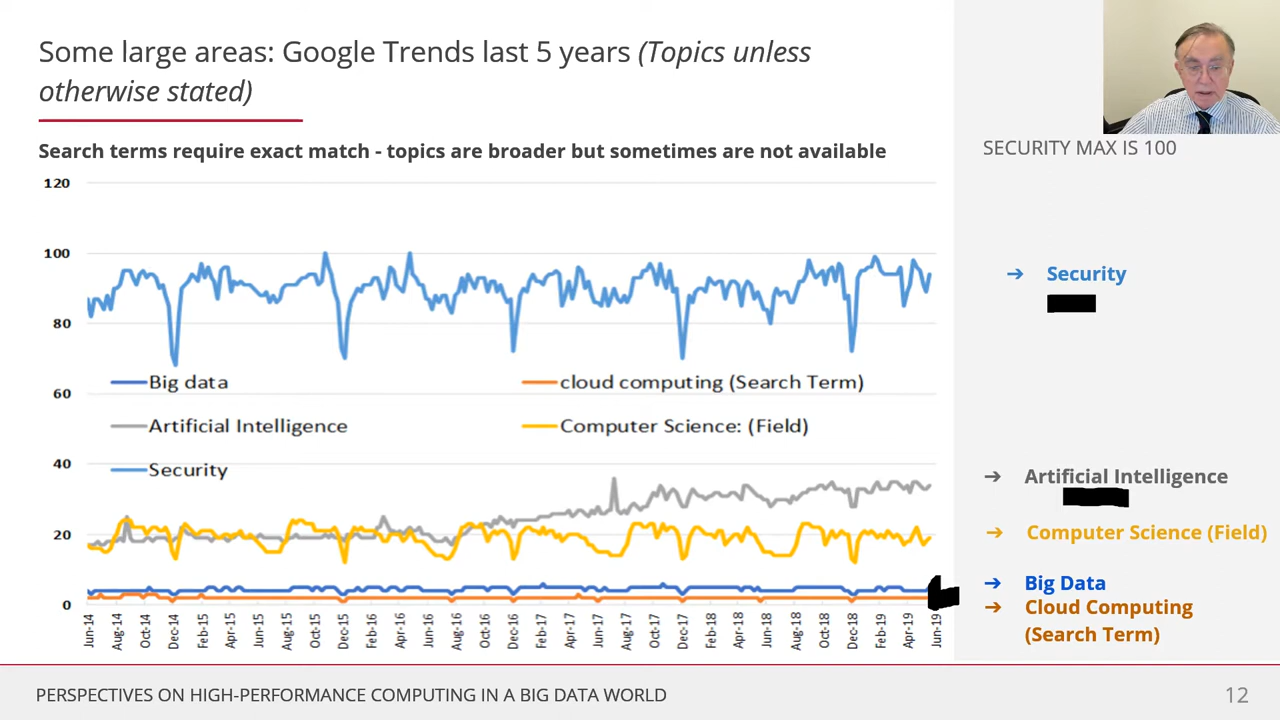 Some large areas: Google Trends last 5 years (Topics unless
otherwise stated)
Search terms require exact match - topics are broader but sometimes are not available
SECURITY MAX IS 100
120
100
80
60
40
20
0
Big data
cloud computing (Search Term)
Artificial Intelligence
Computer Science: (Field)
Security
Jun-14
Aug-14
Oct-14
Dec-14
Feb-15
Apr-15
Jun-15
Aug-15
Oct-15
Dec-15
Feb-16
Apr-16
Jun-16
Aug-16
Oct-16
Dec-16
Feb-17
Apr-17
Jun-17
Aug-17
Oct-17
Dec-17
Feb-18
Apr-18
Jun-18
Aug-18
Oct-18
Dec-18
Feb-19
Apr-19
Jun-19
→ Security
→ Artificial Intelligence
→ Computer Science (Field)
→ Big Data
→ Cloud Computing
(Search Term)
PERSPECTIVES ON HIGH-PERFORMANCE COMPUTING IN A BIG DATA WORLD
12